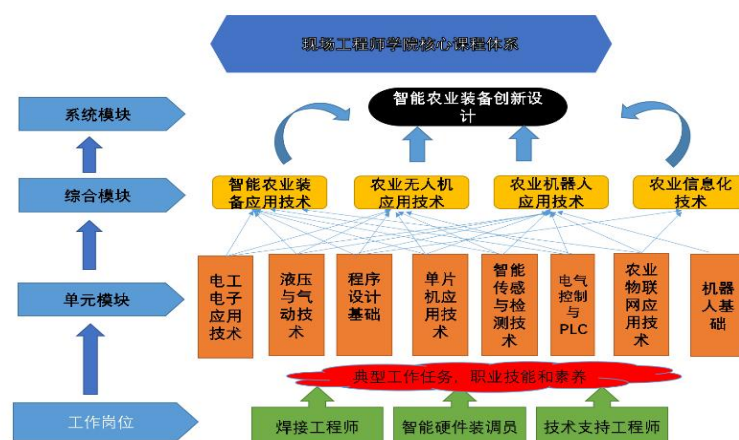 现场工程师学院核心课程体系
系统模块
智能农业装备创新设
计
综合模块
智能农业装
备应用技术
农业无人机
应用技术
农业机器人
应用技术
农业信息化
技术
单元模块
电工
电子
应用
技术
液压
与气
动技
术
程序
设计
基础
单片
机应
用技
术
智能
传感
与检
测技
术
电气
控制
与
PLC
农业
物联
网应
用技
术
机器
人基
础
典型工作任务、职业技能和素养
工作岗位
焊接工程师
智能硬件装调员
技术支持工程师